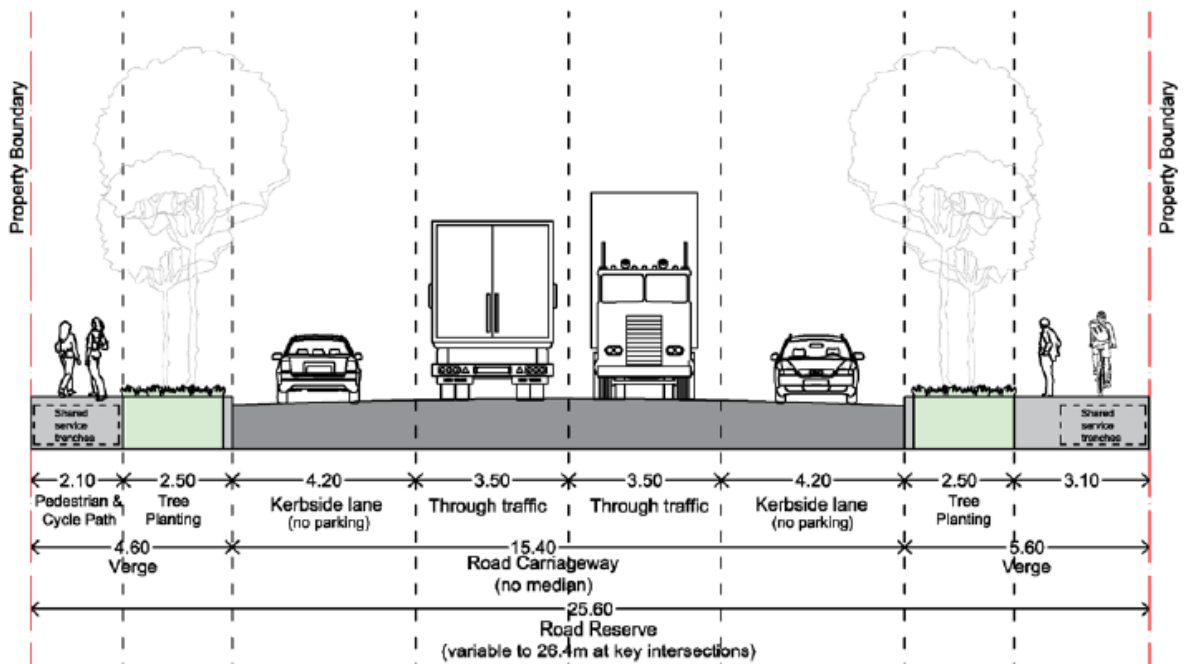 Property Boundary
Property Boundary
Shared
service
trenches
Shared
service
trenches
2.10
2.50
4.20
3.50
3.50
4.20
2.50
3.10
Pedestrian &
Cycle Path
Tree
Planting
Kerbside lane
(no parking)
Through traffic
Through traffic
Kerbside lane
(no parking)
Tree
Planting
4.60
Verge
15.40
Road Carriageway
(no median)
5.60
Verge
25.60
Road Reserve
(variable to 26.4m at key intersections)